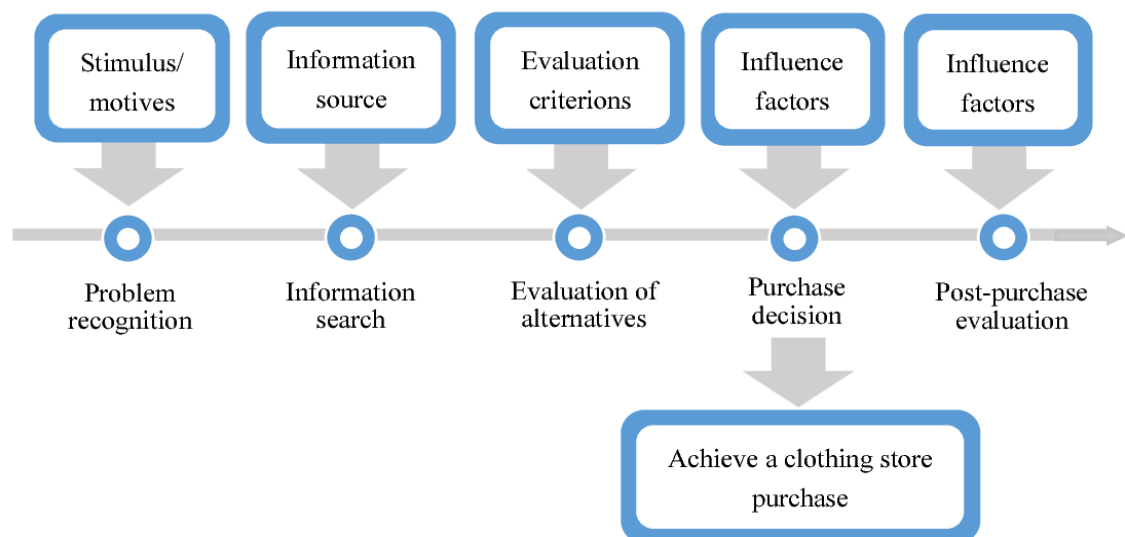 Stimulus/
motives
Information
source
Evaluation
criterions
Influence
factors
Influence
factors
Problem
recognition
Information
search
Evaluation of
alternatives
Purchase
decision
Post-purchase
evaluation
Achieve a clothing store
purchase